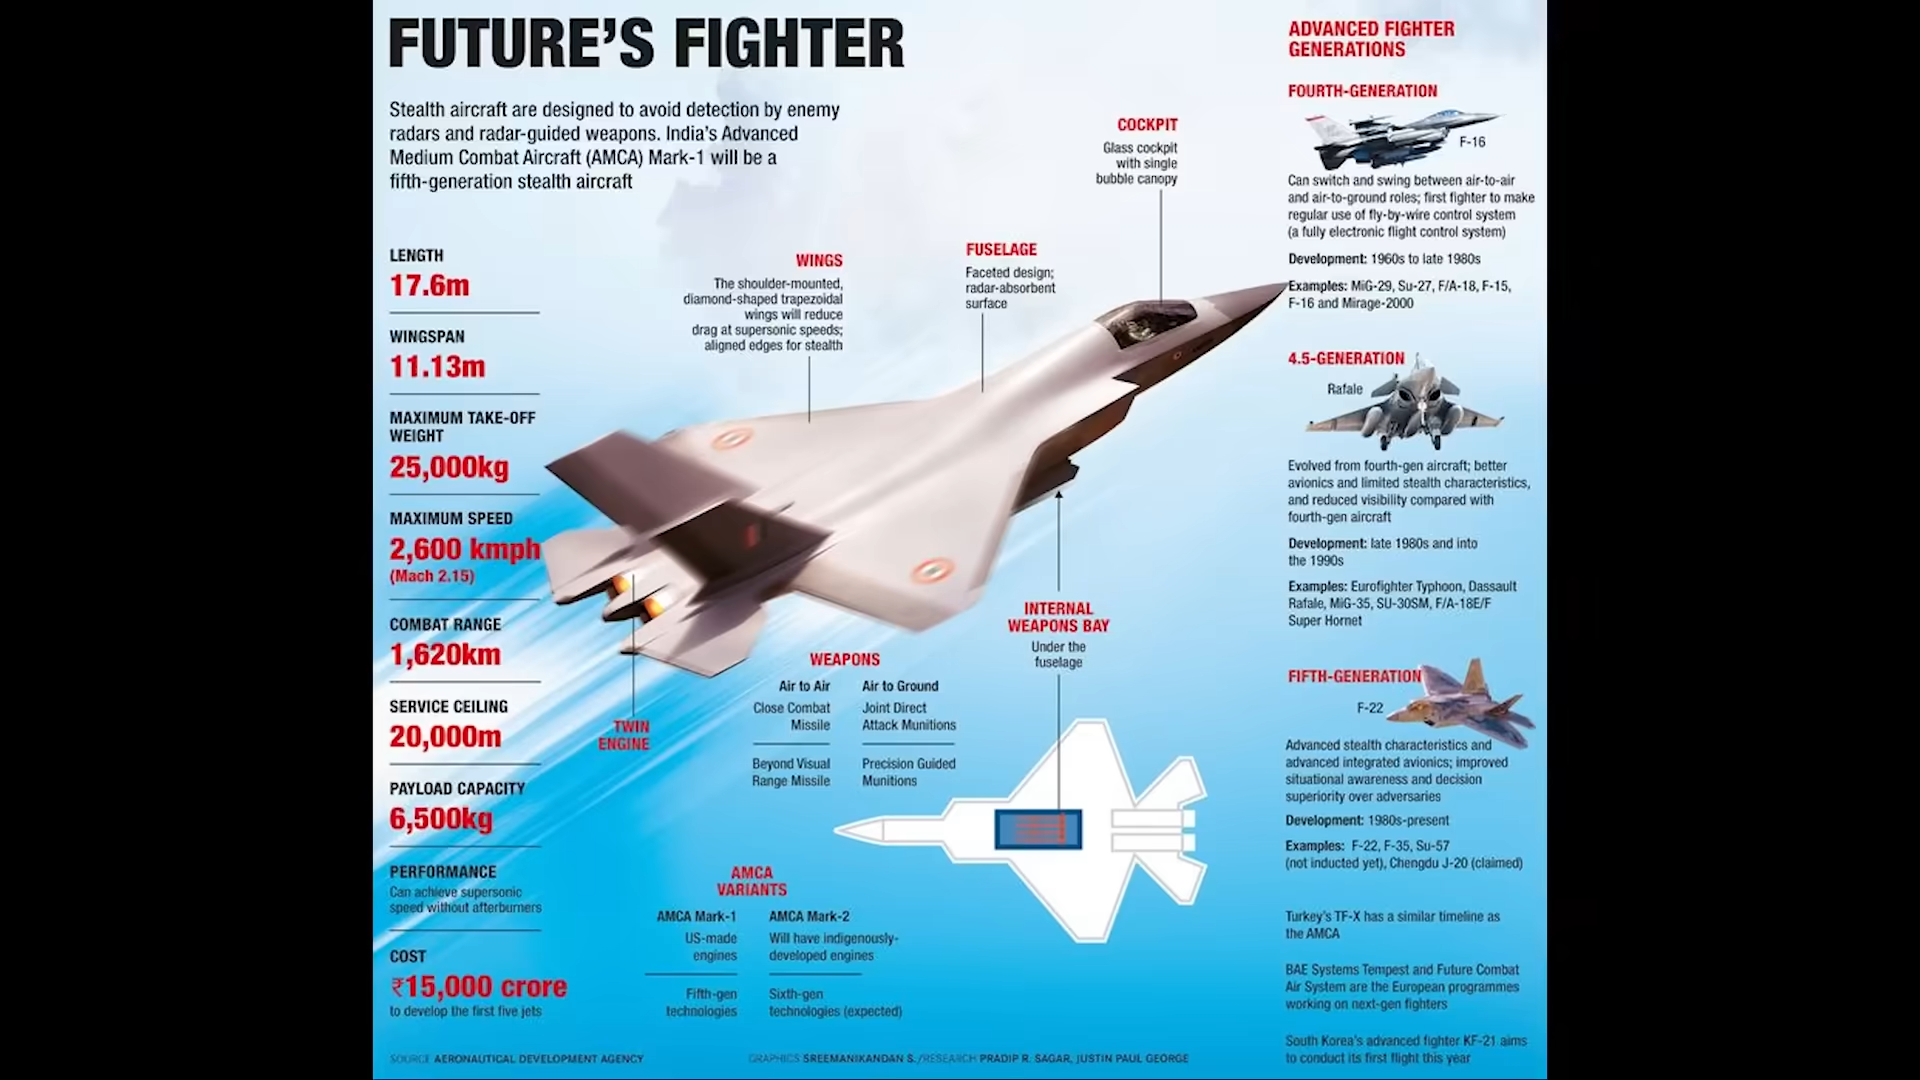 FUTURE'S FIGHTER
Stealth aircraft are designed to avoid detection by enemy
radars and radar-guided weapons. India's Advanced
Medium Combat Aircraft (AMCA) Mark-1 will be a
fifth-generation stealth aircraft
LENGTH
17.6m
WINGSPAN
11.13m
MAXIMUM TAKE-OFF
WEIGHT
25,000kg
MAXIMUM SPEED
2,600 kmph
(Mach 2.15)
COMBAT RANGE
1,620km
SERVICE CEILING
20,000m
PAYLOAD CAPACITY
6,500kg
PERFORMANCE
Can achieve supersonic
speed without afterburners
COST
₹15,000 crore
to develop the first five jets
WINGS
The shoulder-mounted,
diamond-shaped trapezoidal
wings will reduce
drag at supersonic speeds;
aligned edges for stealth
FUSELAGE
Faceted design;
radar-absorbent
surface
COCKPIT
Glass cockpit
with single
bubble canopy
TWIN
ENGINE
WEAPONS
Air to Air
Close Combat
Missile
Beyond Visual
Range Missile
Air to Ground
Joint Direct
Attack Munitions
Precision Guided
Munitions
INTERNAL
WEAPONS BAY
Under the
fuselage
AMCA
VARIANTS
AMCA Mark-1
US-made
engines
Fifth-gen
technologies
AMCA Mark-2
Will have indigenously-
developed engines
Sixth-gen
technologies (expected)
ADVANCED FIGHTER
GENERATIONS
FOURTH-GENERATION
F-16
Can switch and swing between air-to-air
and air-to-ground roles; first fighter to make
regular use of fly-by-wire control system
(a fully electronic flight control system)
Development: 1960s to late 1980s
Examples: MiG-29, Su-27, F/A-18, F-15,
F-16 and Mirage-2000
4.5-GENERATION
Rafale
Evolved from fourth-gen aircraft; better
avionics and limited stealth characteristics,
and reduced visibility compared with
fourth-gen aircraft
Development: late 1980s and into
the 1990s
Examples: Eurofighter Typhoon, Dassault
Rafale, MiG-35, SU-30SM, F/A-18E/F
Super Hornet
FIFTH-GENERATION
F-22
Advanced stealth characteristics and
advanced integrated avionics; improved
situational awareness and decision
superiority over adversaries
Development: 1980s-present
Examples: F-22, F-35, Su-57
(not inducted yet), Chengdu J-20 (claimed)
Turkey's TF-X has a similar timeline as
the AMCA
BAE Systems Tempest and Future Combat
Air System are the European programmes
working on next-gen fighters
South Korea's advanced fighter KF-21 aims
to conduct its first flight this year
SOURCE AERONAUTICAL DEVELOPMENT AGENCY
GRAPHICS SREEMANIKANDAN S. /RESEARCH PRADIP R. SAGAR, JUSTIN PAUL GEORGE